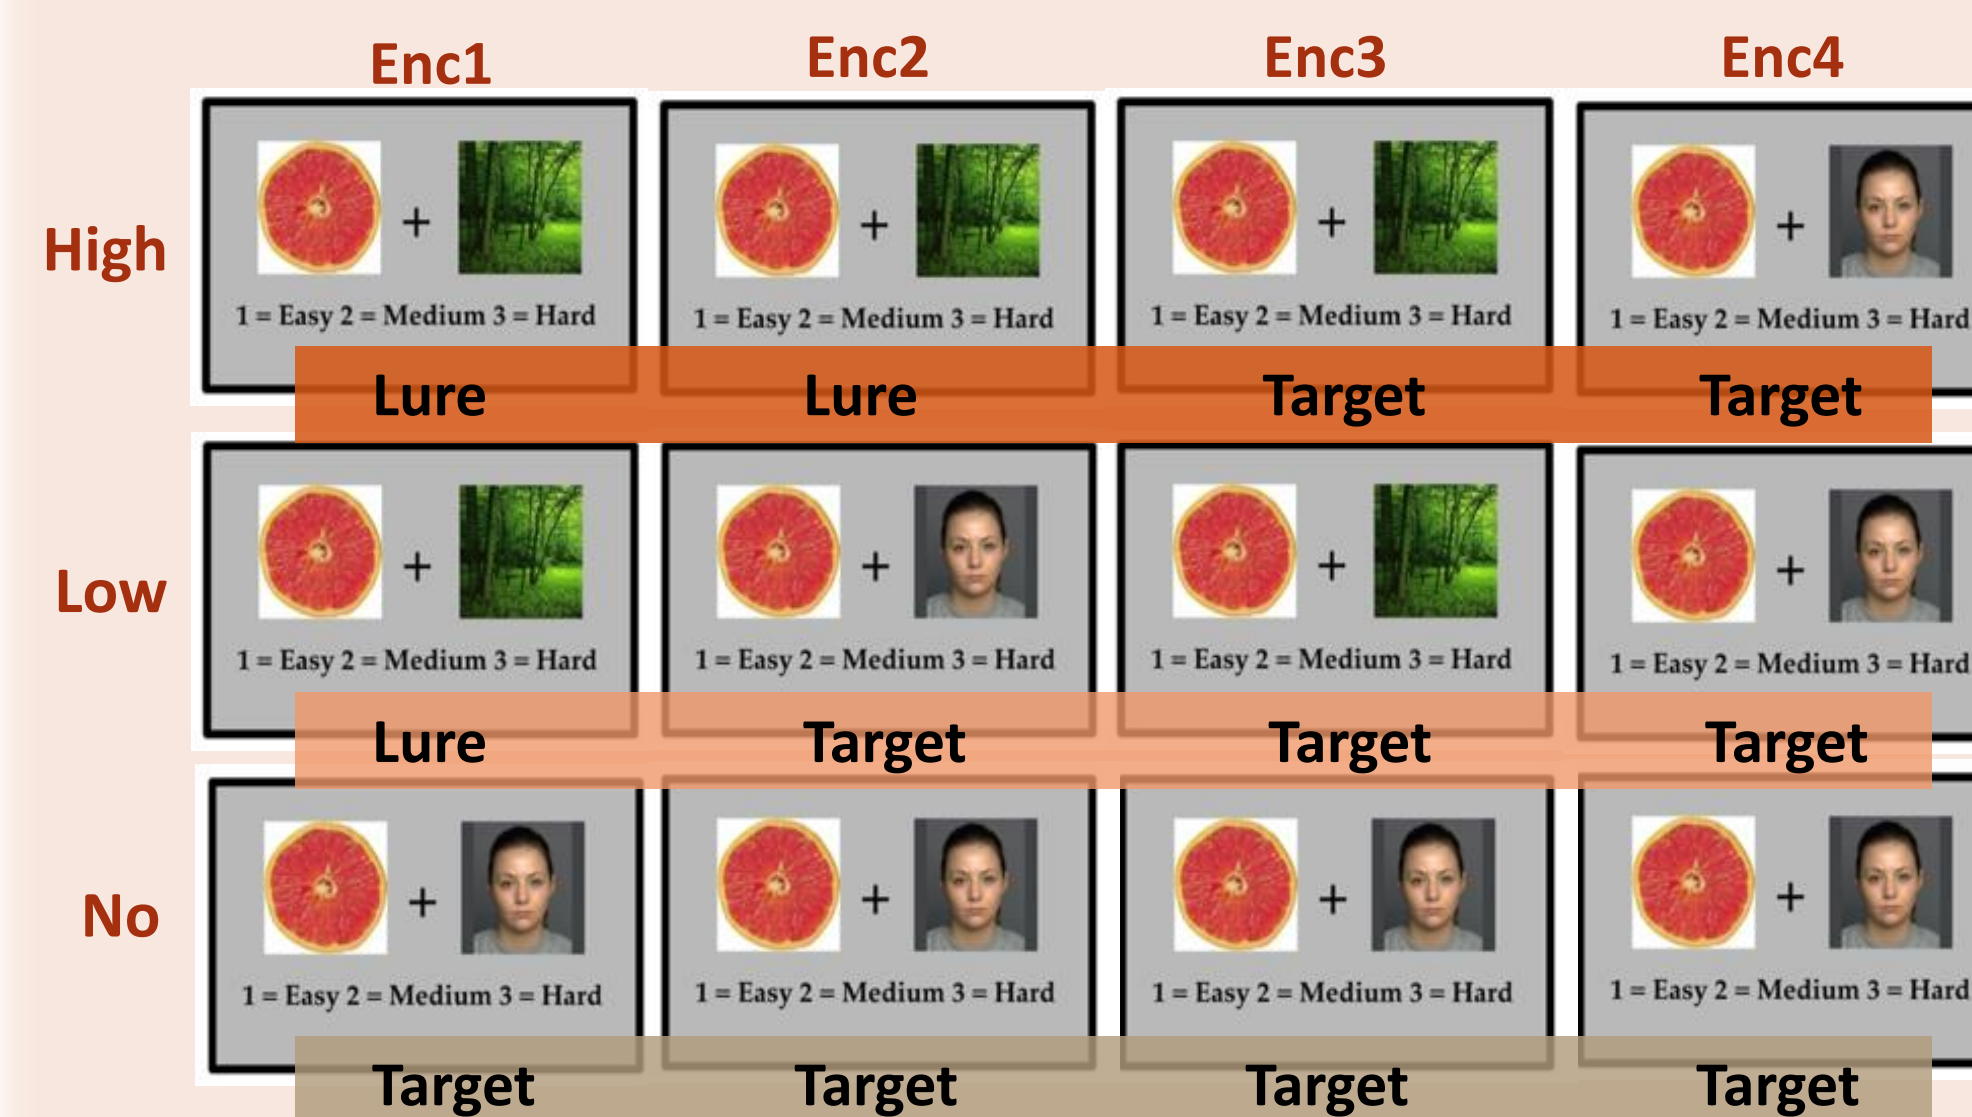 Enc1 Enc2 Enc3 Enc4
High
1 = Easy 2 = Medium 3 = Hard 1 = Easy 2 = Medium 3 = Hard 1 = Easy 2 = Medium 3 = Hard 1 = Easy 2 = Medium 3 = Hard
Lure Lure Target Target
Low
1 = Easy 2 = Medium 3 = Hard 1 = Easy 2 = Medium 3 = Hard 1 = Easy 2 = Medium 3 = Hard 1 = Easy 2 = Medium 3 = Hard
Lure Target Target Target
No
1 = Easy 2 = Medium 3 = Hard 1 = Easy 2 = Medium 3 = Hard 1 = Easy 2 = Medium 3 = Hard 1 = Easy 2 = Medium 3 = Hard
Target Target Target Target